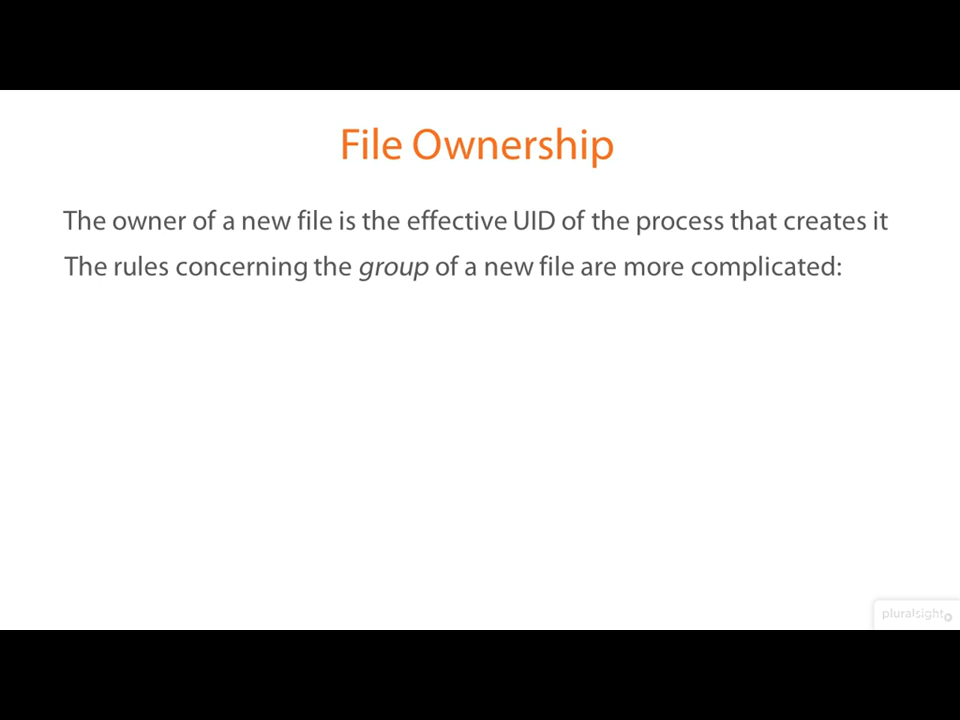 File Ownership
The owner of a new file is the effective UID of the process that creates it
The rules concerning the group of a new file are more complicated:
pluralsight